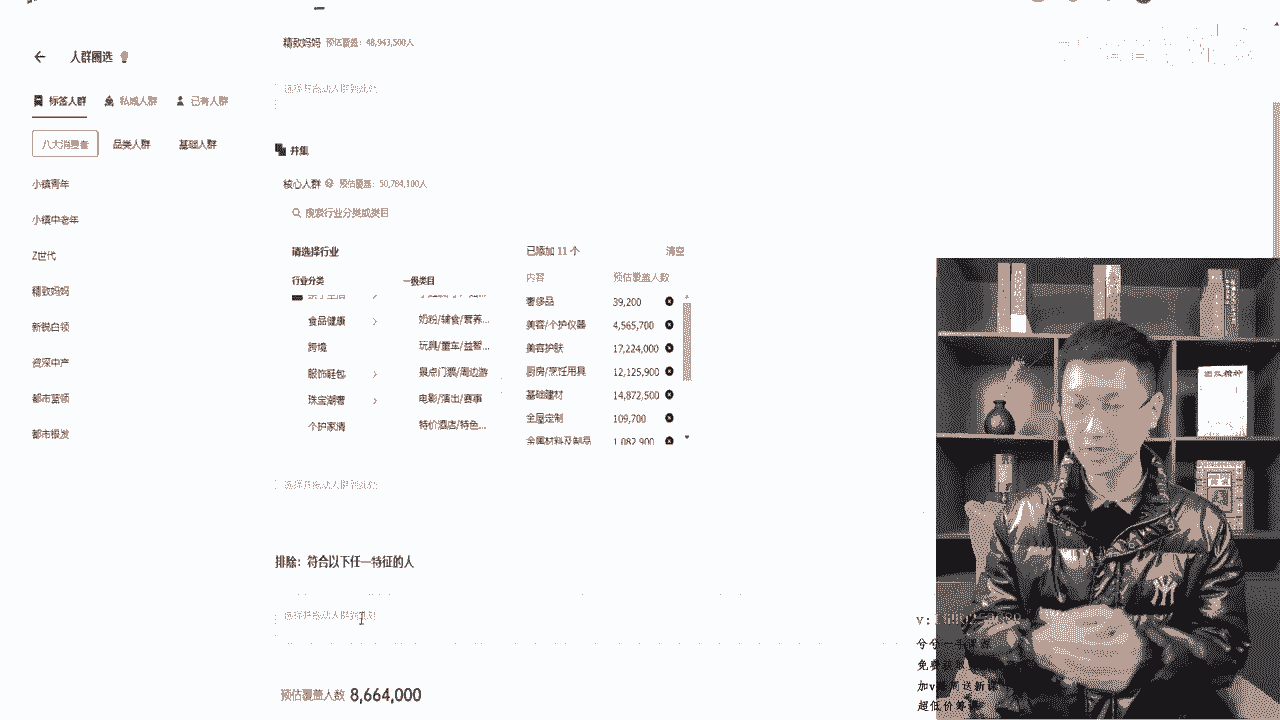 精致妈妈 预估覆盖：48,943,500人
人群圈选
标签人群 私域人群 已有人群
选择并拖动人群到此处
八大消费者 品类人群 基础人群
并集
小镇青年
小镇中老年
Z世代
精致妈妈
新锐白领
资深中产
都市蓝领
都市银发
核心人群 预估覆盖：50,784,100人
搜索行业分类或类目
请选择行业
已添加 11 个 清空
行业分类 一级类目
内容 预估覆盖人数
食品健康 奶粉/辅食/营养...
跨境 玩具/童车/益智...
服饰鞋包 景点门票/周边游
珠宝潮奢 电影/演出/赛事
个护家清 特价酒店/特色...
奢侈品 39,200
美容/个护仪器 4,565,700
美容护肤 17,224,000
厨房/烹饪用具 12,125,900
基础建材 14,872,500
全屋定制 109,700
金属材料及制品 1,082,900
选择并拖动人群到此处
排除：符合以下任一特征的人
选择并拖动人群到此处
预估覆盖人数 8,664,000
V：
免费
加v
超低价